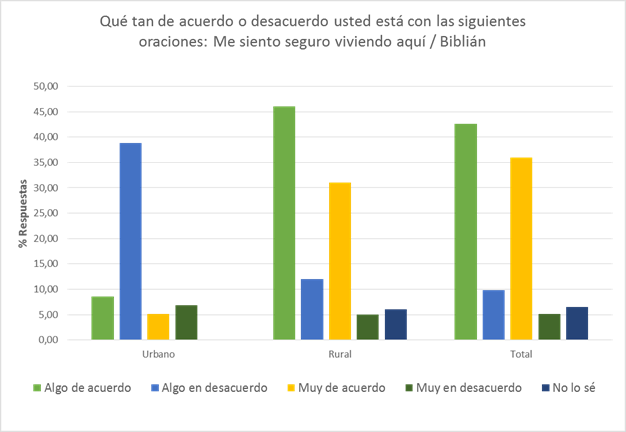 Qué tan de acuerdo o desacuerdo usted está con las siguientes
oraciones: Me siento seguro viviendo aquí / Biblián
% Respuestas
50,00
45,00
40,00
35,00
30,00
25,00
20,00
15,00
10,00
5,00
0,00
Urbano Rural Total
Algo de acuerdo Algo en desacuerdo Muy de acuerdo Muy en desacuerdo No lo sé